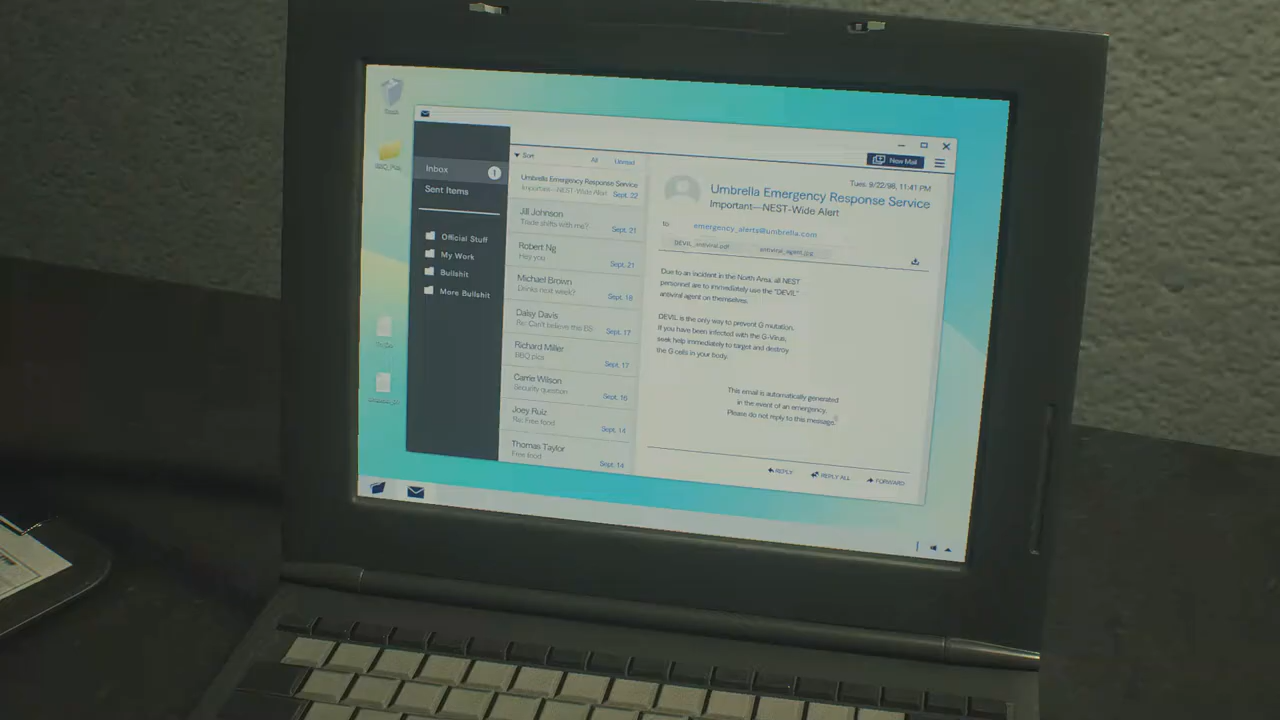 Inbox
1
Sent Items
Official Stuff
My Work
Bullshit
More Bullshit
Sort
All
Unread
Umbrella Emergency Response Service
Important—NEST-Wide Alert
Sept. 22
Jill Johnson
Trade shifts with me?
Sept. 21
Robert Ng
Hey you
Sept. 21
Michael Brown
Drinks next week?
Sept. 18
Daisy Davis
Re: Can't believe this BS
Sept. 17
Richard Miller
BBQ pics
Sept. 17
Carrie Wilson
Security question
Sept. 16
Joey Ruiz
Re: Free food
Sept. 14
Thomas Taylor
Free food
Sept. 14
New Mail
Tues. 9/22/98, 11:41 PM
Umbrella Emergency Response Service
Important—NEST-Wide Alert
to
emergency_alerts@umbrella.com
DEVIL_antiviral.pdf
antiviral_agent.jpg
Due to an incident in the North Area, all NEST
personnel are to immediately use the "DEVIL"
antiviral agent on themselves.
DEVIL is the only way to prevent G mutation.
If you have been infected with the G-Virus,
seek help immediately to target and destroy
the G-cells in your body.
This email is automatically generated
in the event of an emergency.
Please do not reply to this message.
REPLY
REPLY ALL
FORWARD